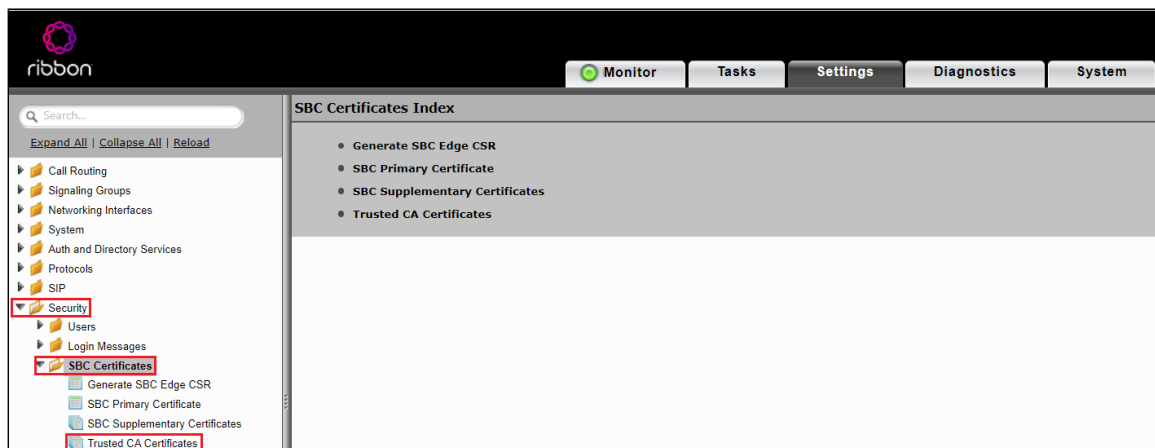 ribbon
Monitor
Tasks
Settings
Diagnostics
System
Search...
Expand All | Collapse All | Reload
Call Routing
Signaling Groups
Networking Interfaces
System
Auth and Directory Services
Protocols
SIP
Security
Users
Login Messages
SBC Certificates
Generate SBC Edge CSR
SBC Primary Certificate
SBC Supplementary Certificates
Trusted CA Certificates
SBC Certificates Index
Generate SBC Edge CSR
SBC Primary Certificate
SBC Supplementary Certificates
Trusted CA Certificates